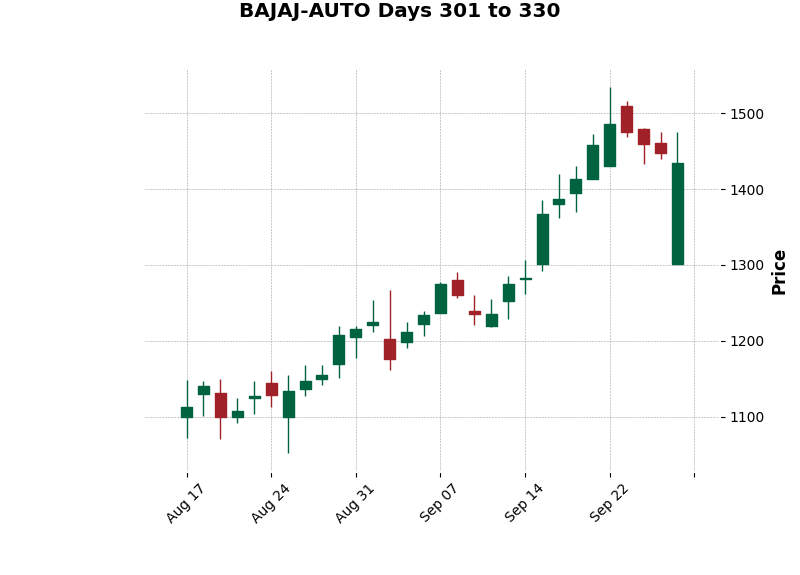 BAJAJ-AUTO Days 301 to 330
1500
1400
1300
1200
1100
Price
Aug 17
Aug 24
Aug 31
Sep 07
Sep 14
Sep 22